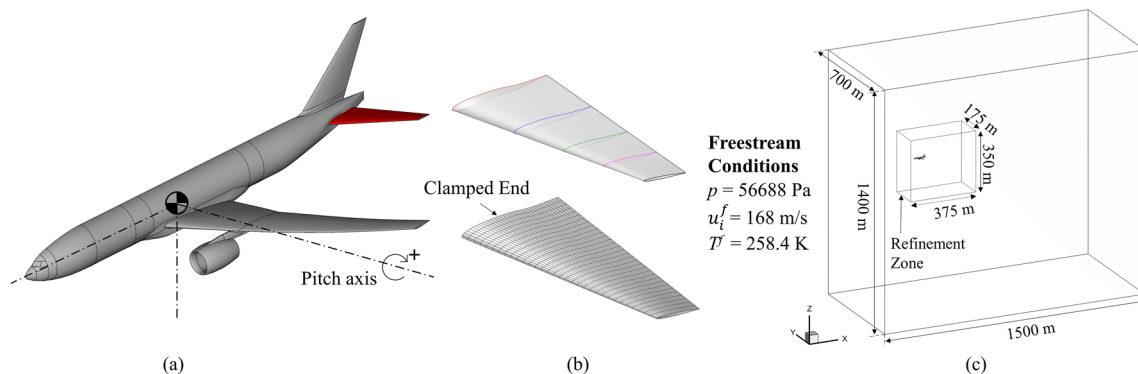 Pitch axis
+
(a)
Clamped End
(b)
Freestream
Conditions
p = 56688 Pa
u_i^f = 168 m/s
T^f = 258.4 K
700 m
1400 m
175 m
350 m
375 m
Refinement
Zone
Z
Y
X
1500 m
(c)